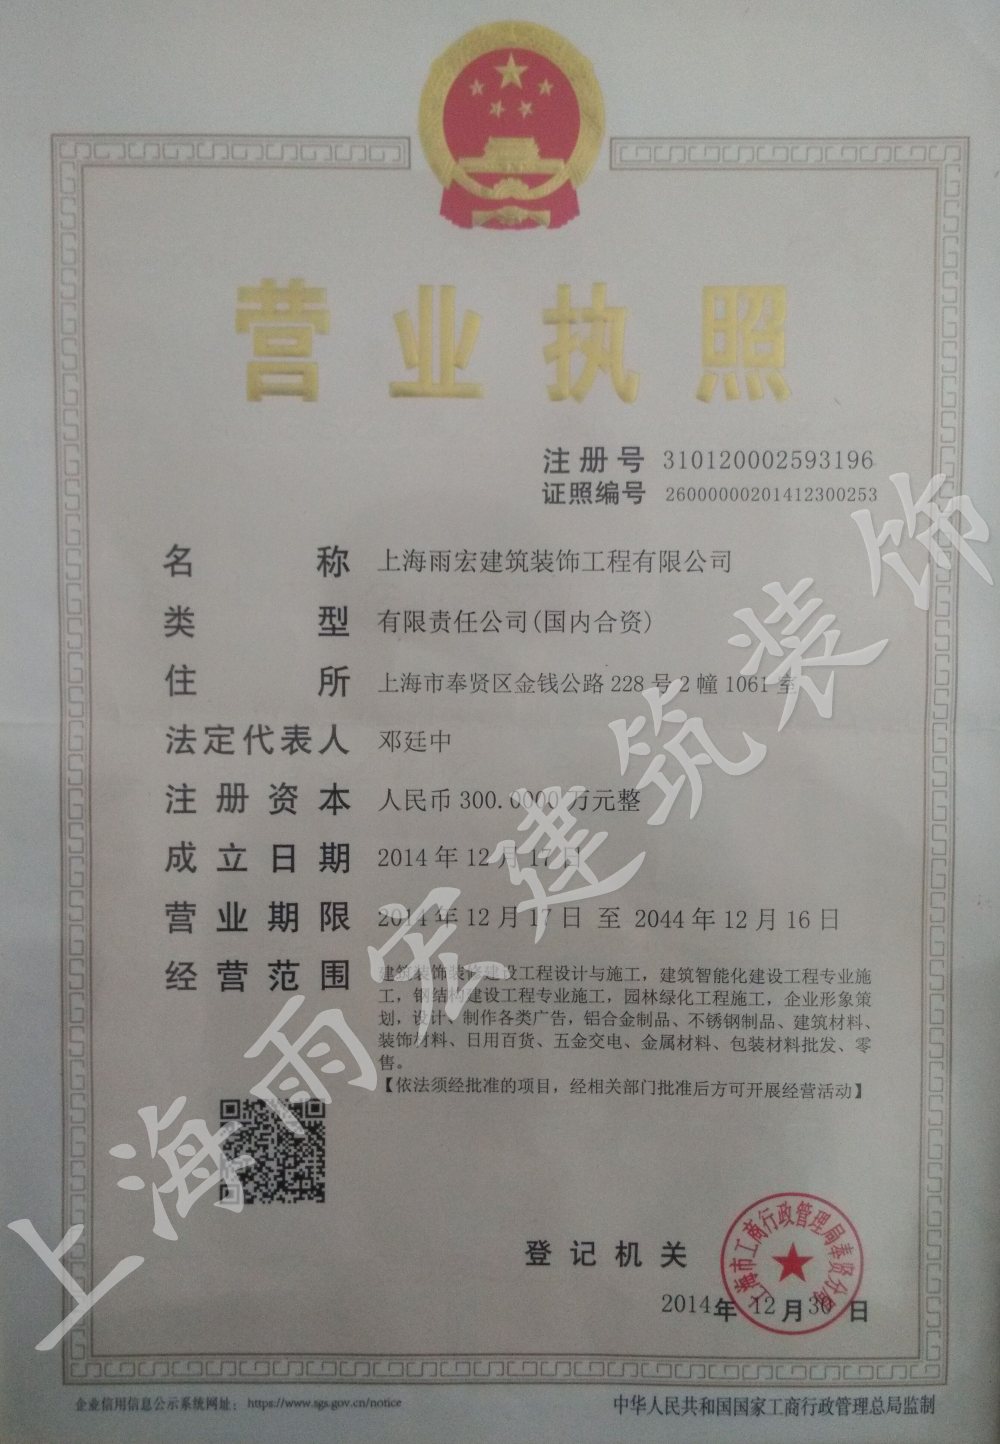 营业执照
注册号 310120002593196
证照编号 26000000201412300253
名称 上海雨宏建筑装饰工程有限公司
类型 有限责任公司(国内合资)
住所 上海市奉贤区金钱公路228号2幢1061室
法定代表人 邓廷中
注册资本 人民币300.0000万元整
成立日期 2014年12月17日
营业期限 2014年12月17日 至 2044年12月16日
经营范围 建筑装饰装修建设工程设计与施工，建筑智能化建设工程专业施
工，钢结构建设工程专业施工，园林绿化工程施工，企业形象策
划，设计、制作各类广告，铝合金制品、不锈钢制品、建筑材料、
装饰材料、日用百货、五金交电、金属材料、包装材料批发、零
售。
【依法须经批准的项目，经相关部门批准后方可开展经营活动】
上海雨宏建筑装饰
登记机关
上海市工商行政管理局奉贤分局
2014年12月30日
企业信用信息公示系统网址： https://www.sgs.gov.cn/notice
中华人民共和国国家工商行政管理总局监制